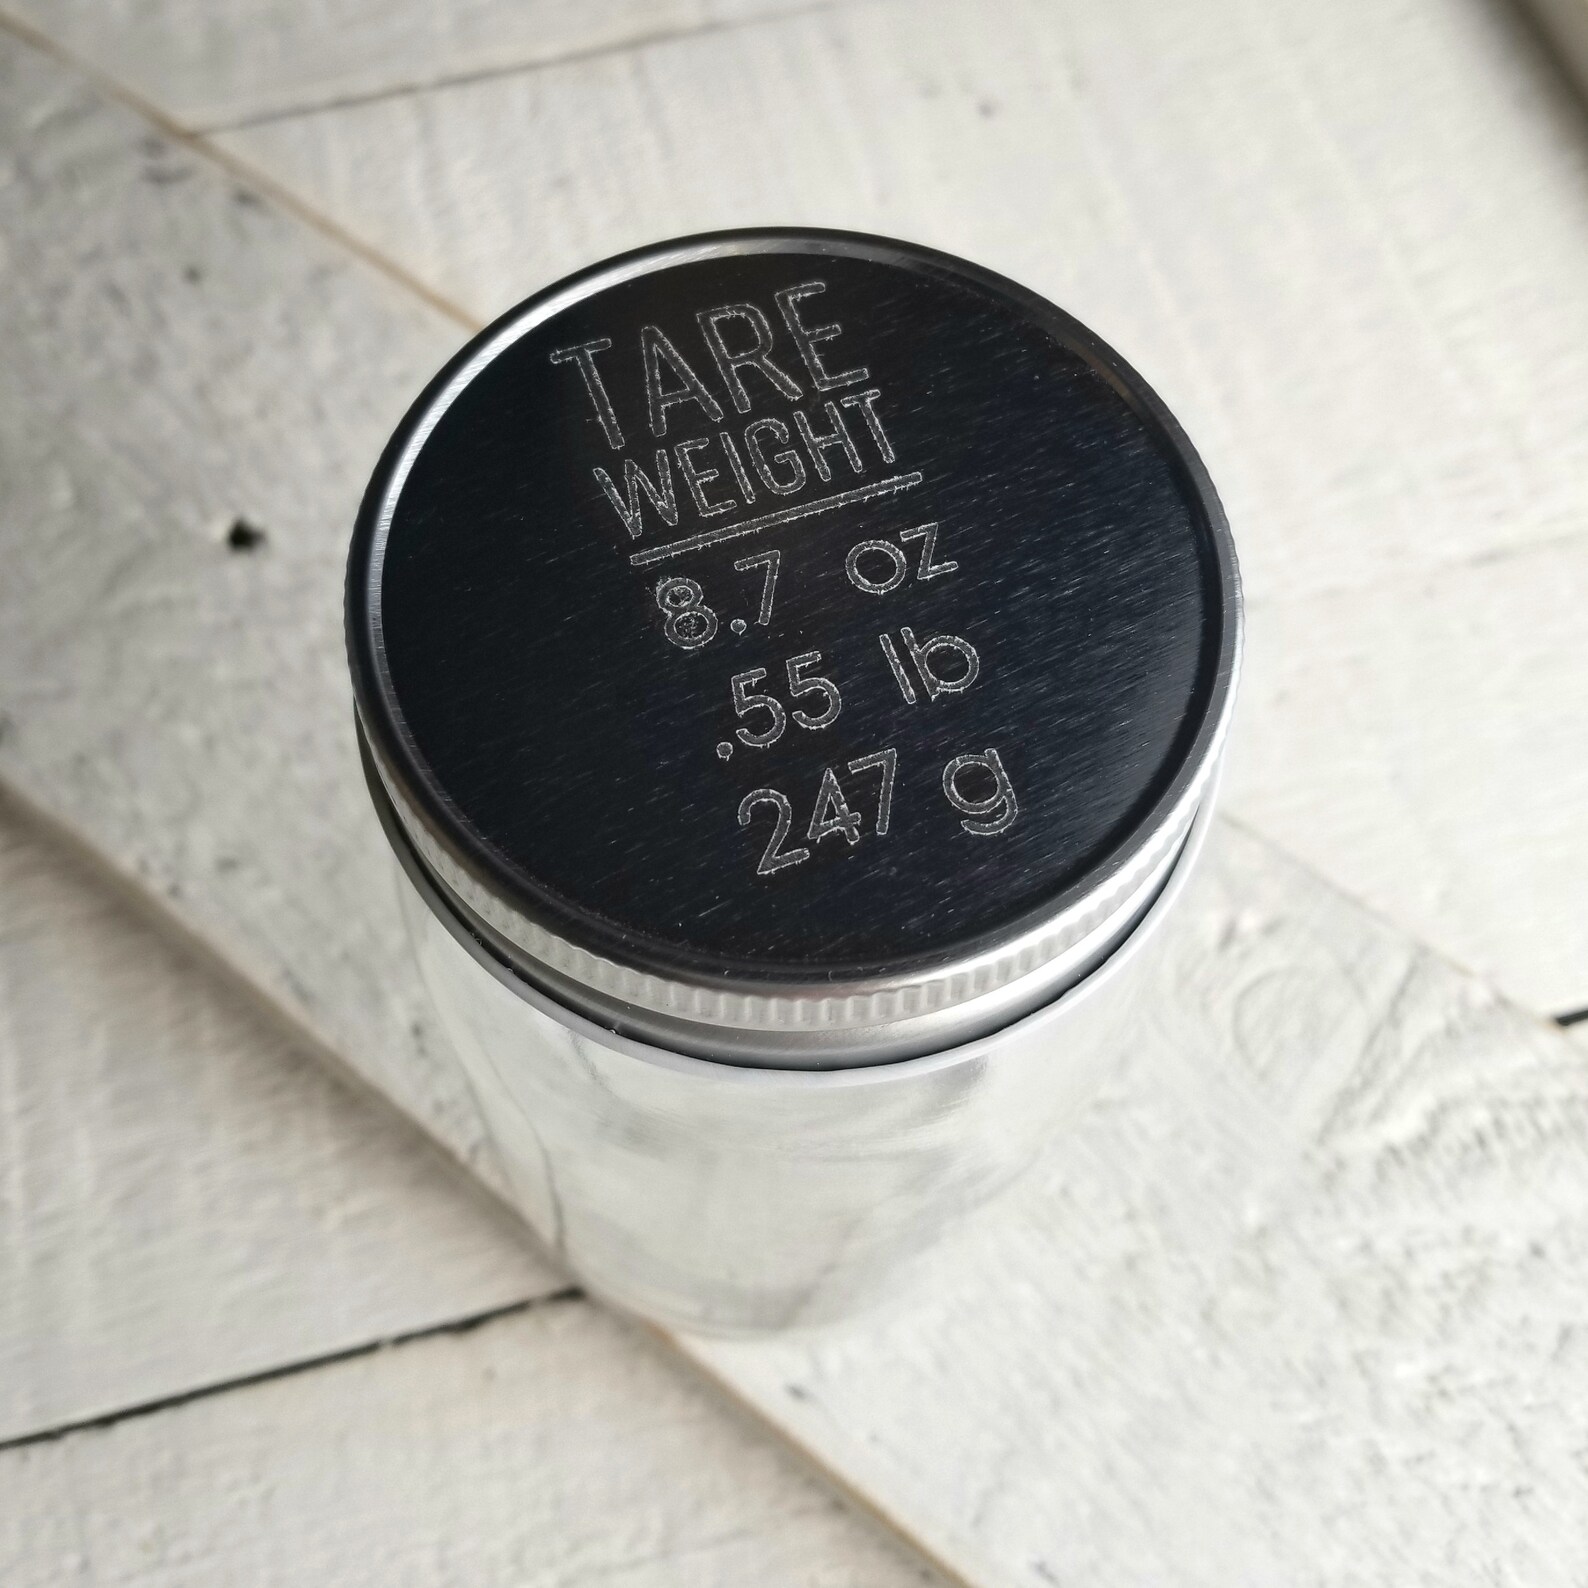 TARE
WEIGHT
8.7 oz
.55 lb
247 g